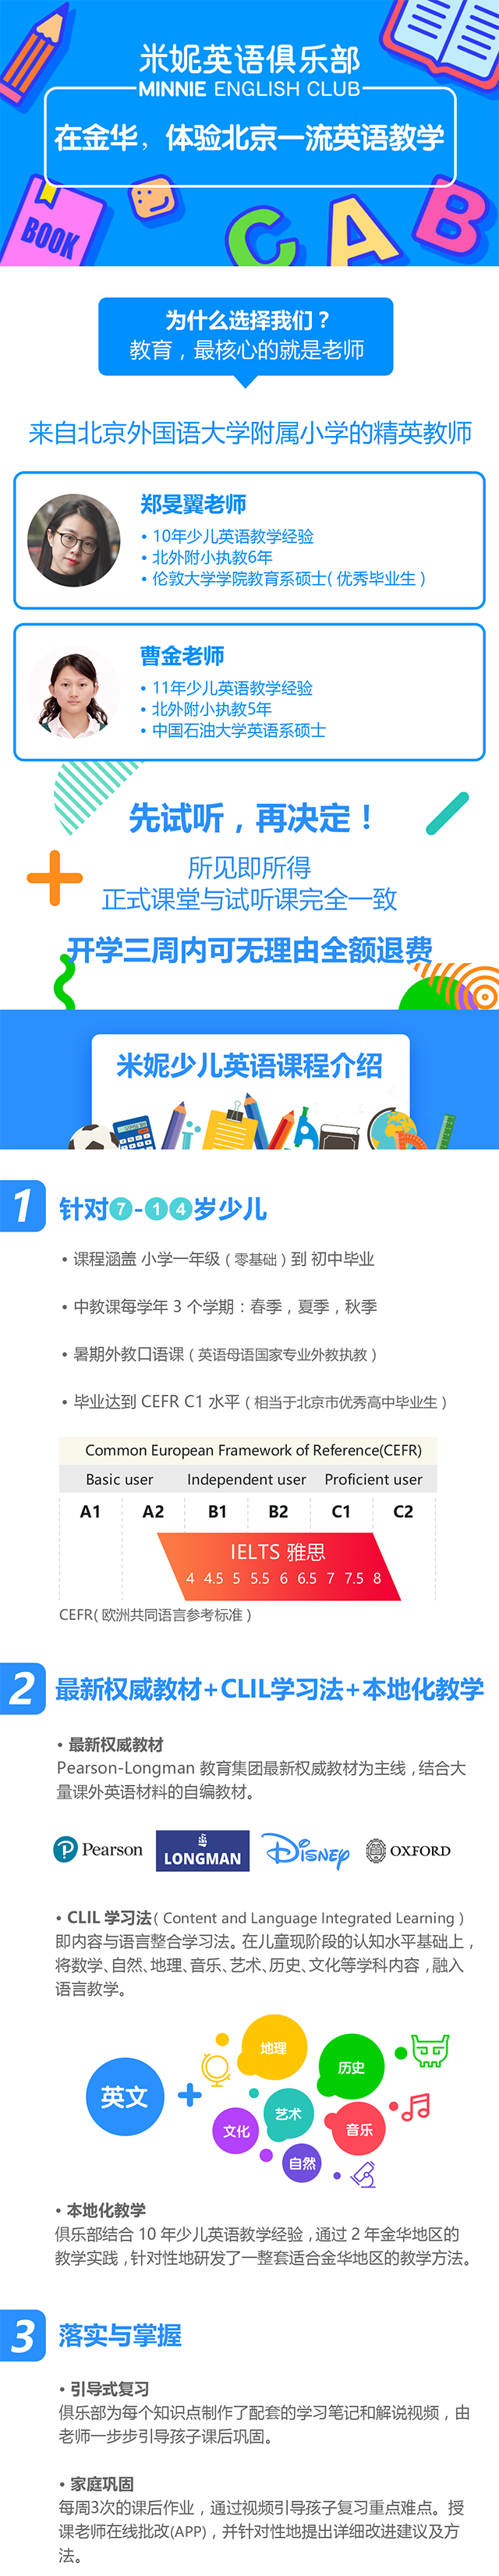 米妮英语俱乐部
MINNIE ENGLISH CLUB
在金华，体验北京一流英语教学
BOOK
C A B
为什么选择我们？
教育，最核心的就是老师
来自北京外国语大学附属小学的精英教师
郑旻翼老师
• 10年少儿英语教学经验
• 北外附小执教6年
• 伦敦大学学院教育系硕士( 优秀毕业生 )
曹金老师
• 11年少儿英语教学经验
• 北外附小执教5年
• 中国石油大学英语系硕士
先试听，再决定！
所见即所得
正式课堂与试听课完全一致
开学三周内可无理由全额退费
米妮少儿英语课程介绍
A
1
针对7-14岁少儿
• 课程涵盖 小学一年级 ( 零基础 ) 到 初中毕业
• 中教课每学年 3 个学期：春季，夏季，秋季
• 暑期外教口语课 ( 英语母语国家专业外教执教 )
• 毕业达到 CEFR C1 水平 ( 相当于北京市优秀高中毕业生 )
Common European Framework of Reference(CEFR)
Basic user Independent user Proficient user
A1 A2 B1 B2 C1 C2
IELTS 雅思
4 4.5 5 5.5 6 6.5 7 7.5 8
CEFR( 欧洲共同语言参考标准 )
2
最新权威教材+CLIL学习法+本地化教学
• 最新权威教材
Pearson-Longman 教育集团最新权威教材为主线 , 结合大
量课外英语材料的自编教材。
Pearson LONGMAN Disney OXFORD
• CLIL 学习法 ( Content and Language Integrated Learning )
即内容与语言整合学习法。在儿童现阶段的认知水平基础上 ,
将数学、自然、地理、音乐、艺术、历史、文化等学科内容 , 融入
语言教学。
英文
+
地理
历史
艺术
文化
音乐
自然
• 本地化教学
俱乐部结合 10 年少儿英语教学经验 , 通过 2 年金华地区的
教学实践 , 针对性地研发了一整套适合金华地区的教学方法。
3
落实与掌握
• 引导式复习
俱乐部为每个知识点制作了配套的学习笔记和解说视频，由
老师一步步引导孩子课后巩固。
• 家庭巩固
每周3次的课后作业，通过视频引导孩子复习重点难点。授
课老师在线批改(APP)，并针对性地提出详细改进建议及方
法。